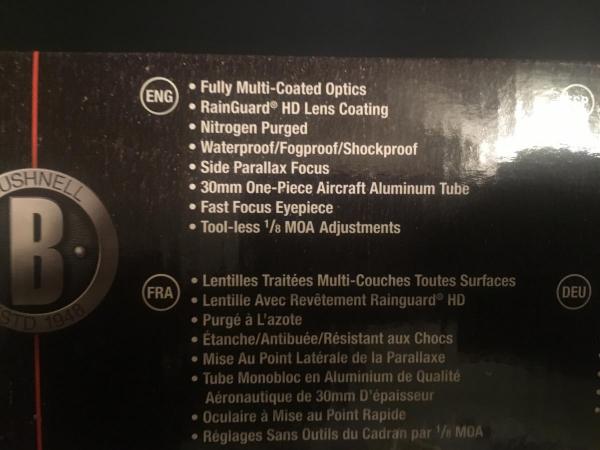 ENG
• Fully Multi-Coated Optics
• RainGuard® HD Lens Coating
• Nitrogen Purged
• Waterproof/Fogproof/Shockproof
• Side Parallax Focus
• 30mm One-Piece Aircraft Aluminum Tube
• Fast Focus Eyepiece
• Tool-less 1/8 MOA Adjustments
USHNELL
B
STD 1948
FRA
• Lentilles Traitées Multi-Couches Toutes Surfaces
• Lentille Avec Revêtement Rainguard® HD
• Purgé à L'azote
• Étanche/Antibuée/Résistant aux Chocs
• Mise Au Point Latérale de la Parallaxe
• Tube Monobloc en Aluminium de Qualité
Aéronautique de 30mm D'épaisseur
• Oculaire à Mise au Point Rapide
• Réglages Sans Outils du Cadran par 1/8 MOA
ESP
DEU